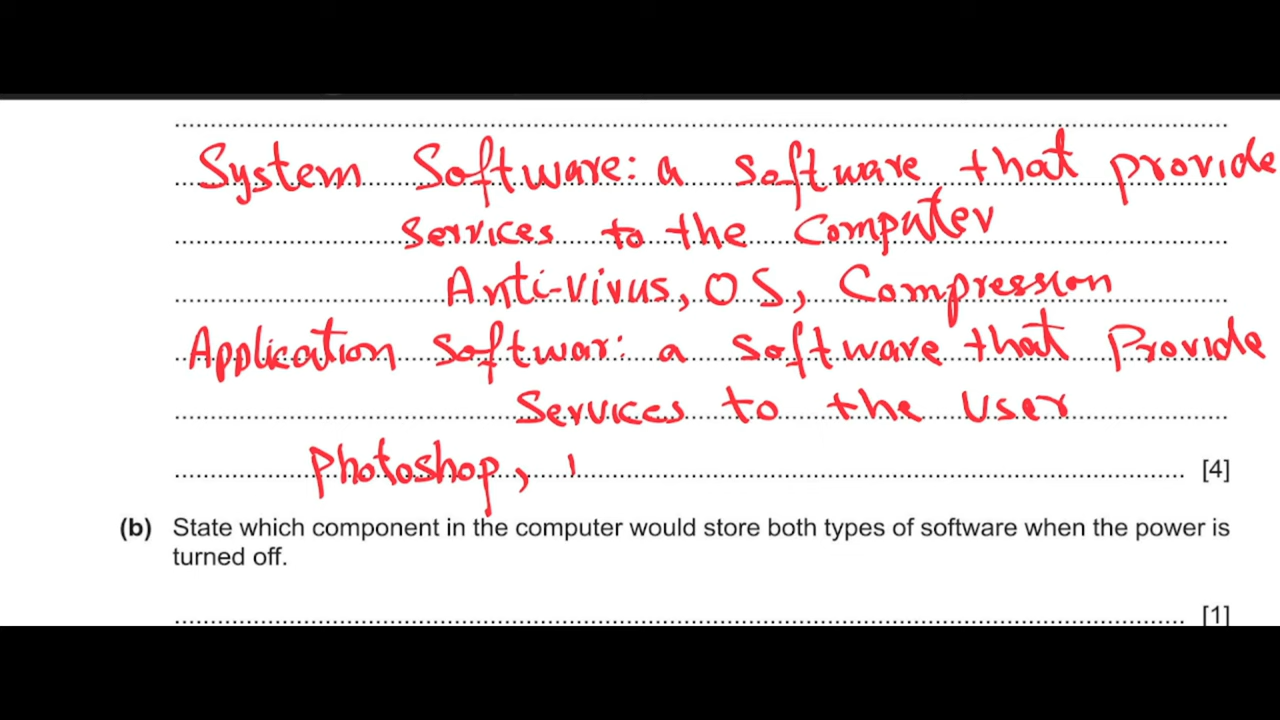 System Software: a software that provide
services to the computer
Anti-virus, OS, Compression
Application softwar: a software that Provide
services to the user
photoshop,
[4]
(b) State which component in the computer would store both types of software when the power is
turned off.
[1]